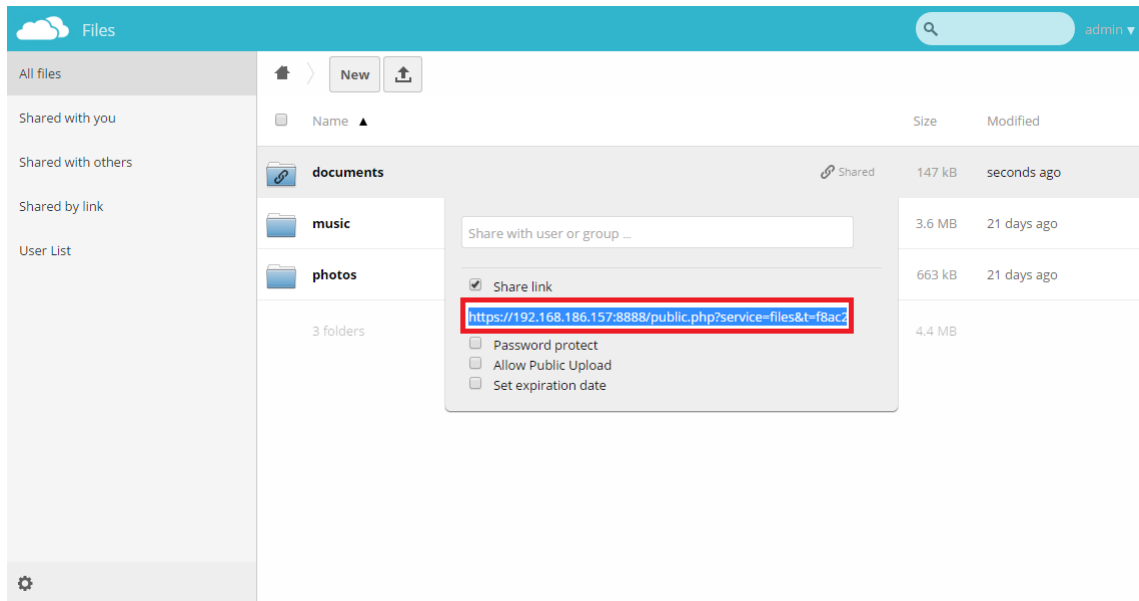 Files
admin ▼
All files
Shared with you
Shared with others
Shared by link
User List
New
Name ▲ Size Modified
documents Shared 147 kB seconds ago
music 3.6 MB 21 days ago
photos 663 kB 21 days ago
3 folders 4.4 MB
Share with user or group ...
Share link
https://192.168.186.157:8888/public.php?service=files&t=f8ac2
Password protect
Allow Public Upload
Set expiration date